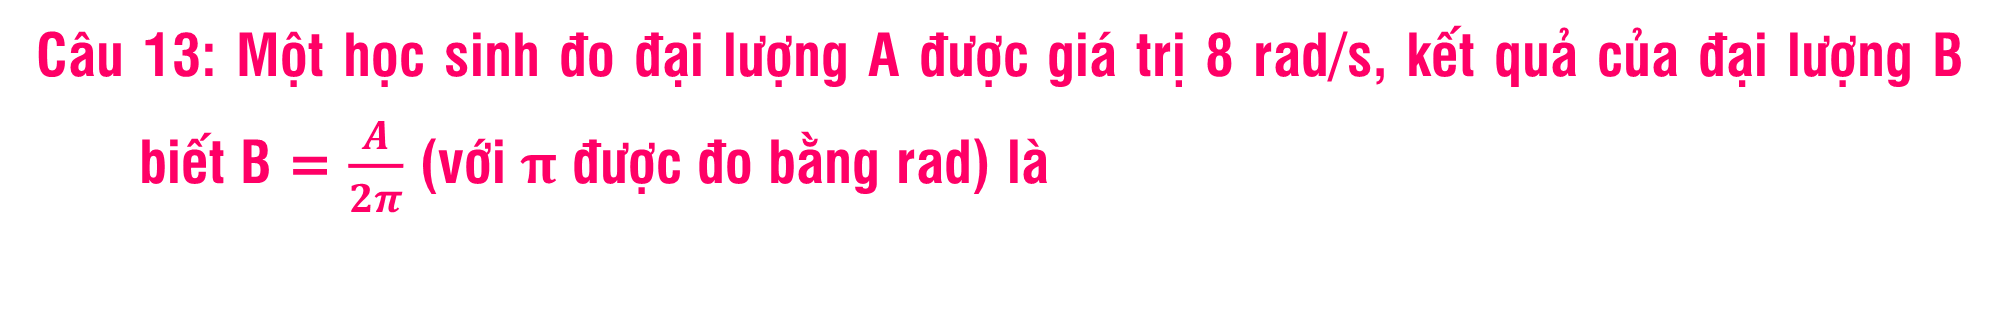 Câu 13: Một học sinh đo đại lượng A được giá trị 8 rad/s, kết quả của đại lượng B
biết B = \frac{A}{2π} (với π được đo bằng rad) là